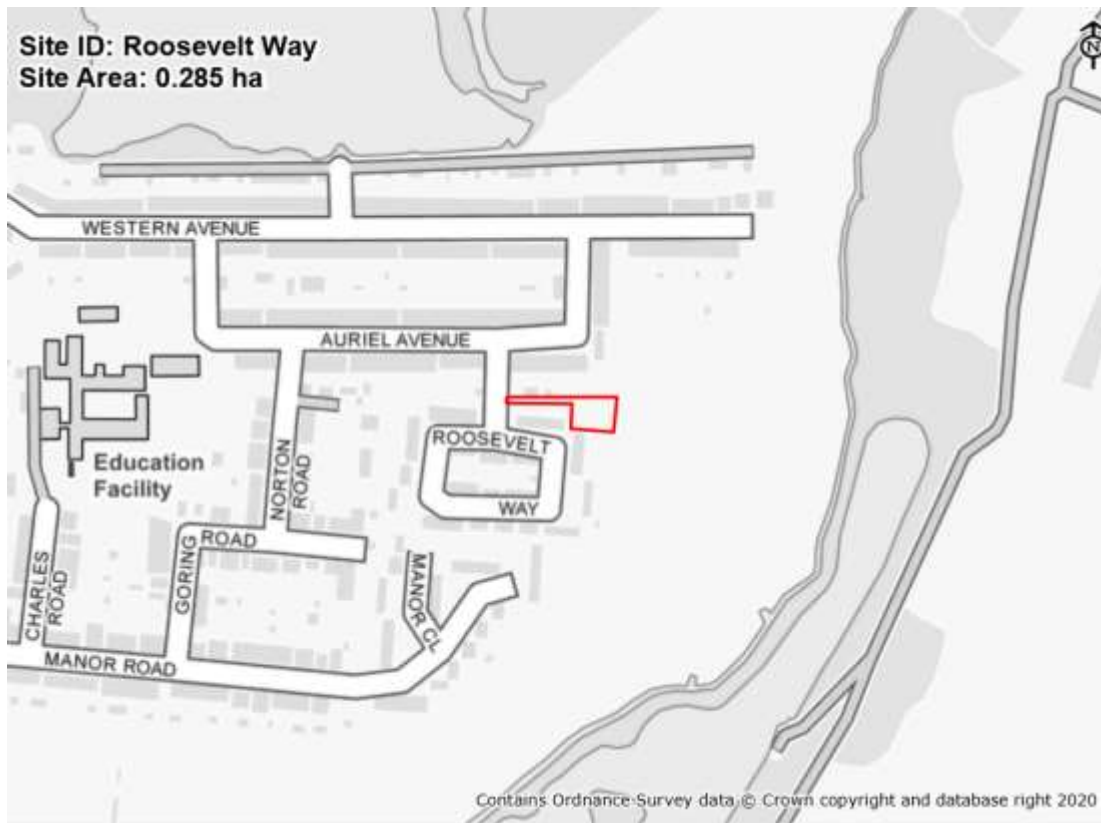 Site ID: Roosevelt Way
Site Area: 0.285 ha
N
WESTERN AVENUE
AURIEL AVENUE
ROOSEVELT
WAY
Education
Facility
NORTON
ROAD
GORING
ROAD
CHARLES
ROAD
MANOR CL
MANOR ROAD
Contains Ordnance Survey data © Crown copyright and database right 2020